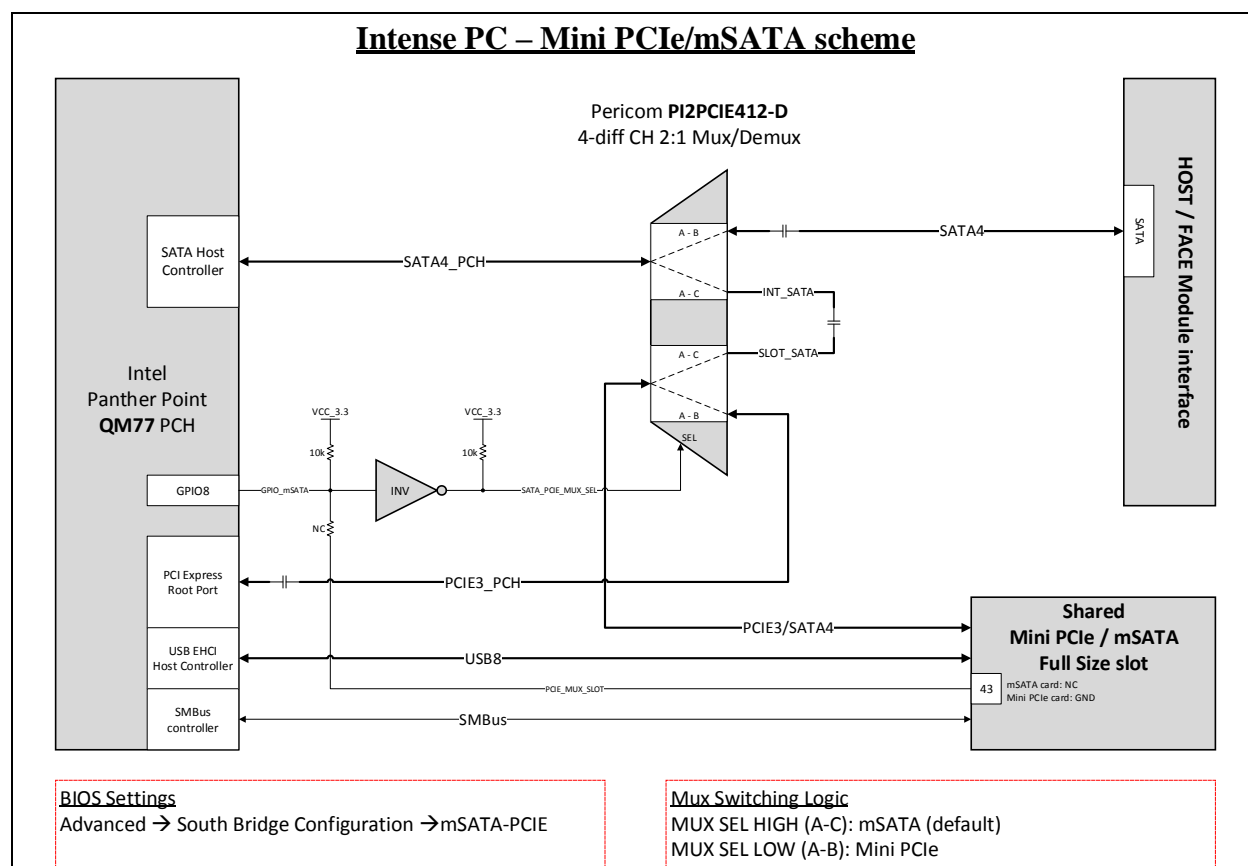 Intense PC – Mini PCIe/mSATA scheme
Pericom PI2PCIE412-D
4-diff CH 2:1 Mux/Demux
HOST / FACE Module interface
SATA
A - B
SATA4
SATA Host
Controller
SATA4_PCH
A - C
INT_SATA
A - C
SLOT_SATA
Intel
Panther Point
QM77 PCH
A - B
SEL
VCC_3.3
VCC_3.3
10k
10k
GPIO8
GPIO_mSATA
INV
SATA_PCIE_MUX_SEL
NC
PCI Express
Root Port
PCIE3_PCH
PCIE3/SATA4
Shared
Mini PCIe / mSATA
Full Size slot
USB EHCI
Host Controller
USB8
43
mSATA card: NC
Mini PCIe card: GND
PCIE_MUX_SLOT
SMBus
controller
SMBus
BIOS Settings
Advanced → South Bridge Configuration →mSATA-PCIE
Mux Switching Logic
MUX SEL HIGH (A-C): mSATA (default)
MUX SEL LOW (A-B): Mini PCIe